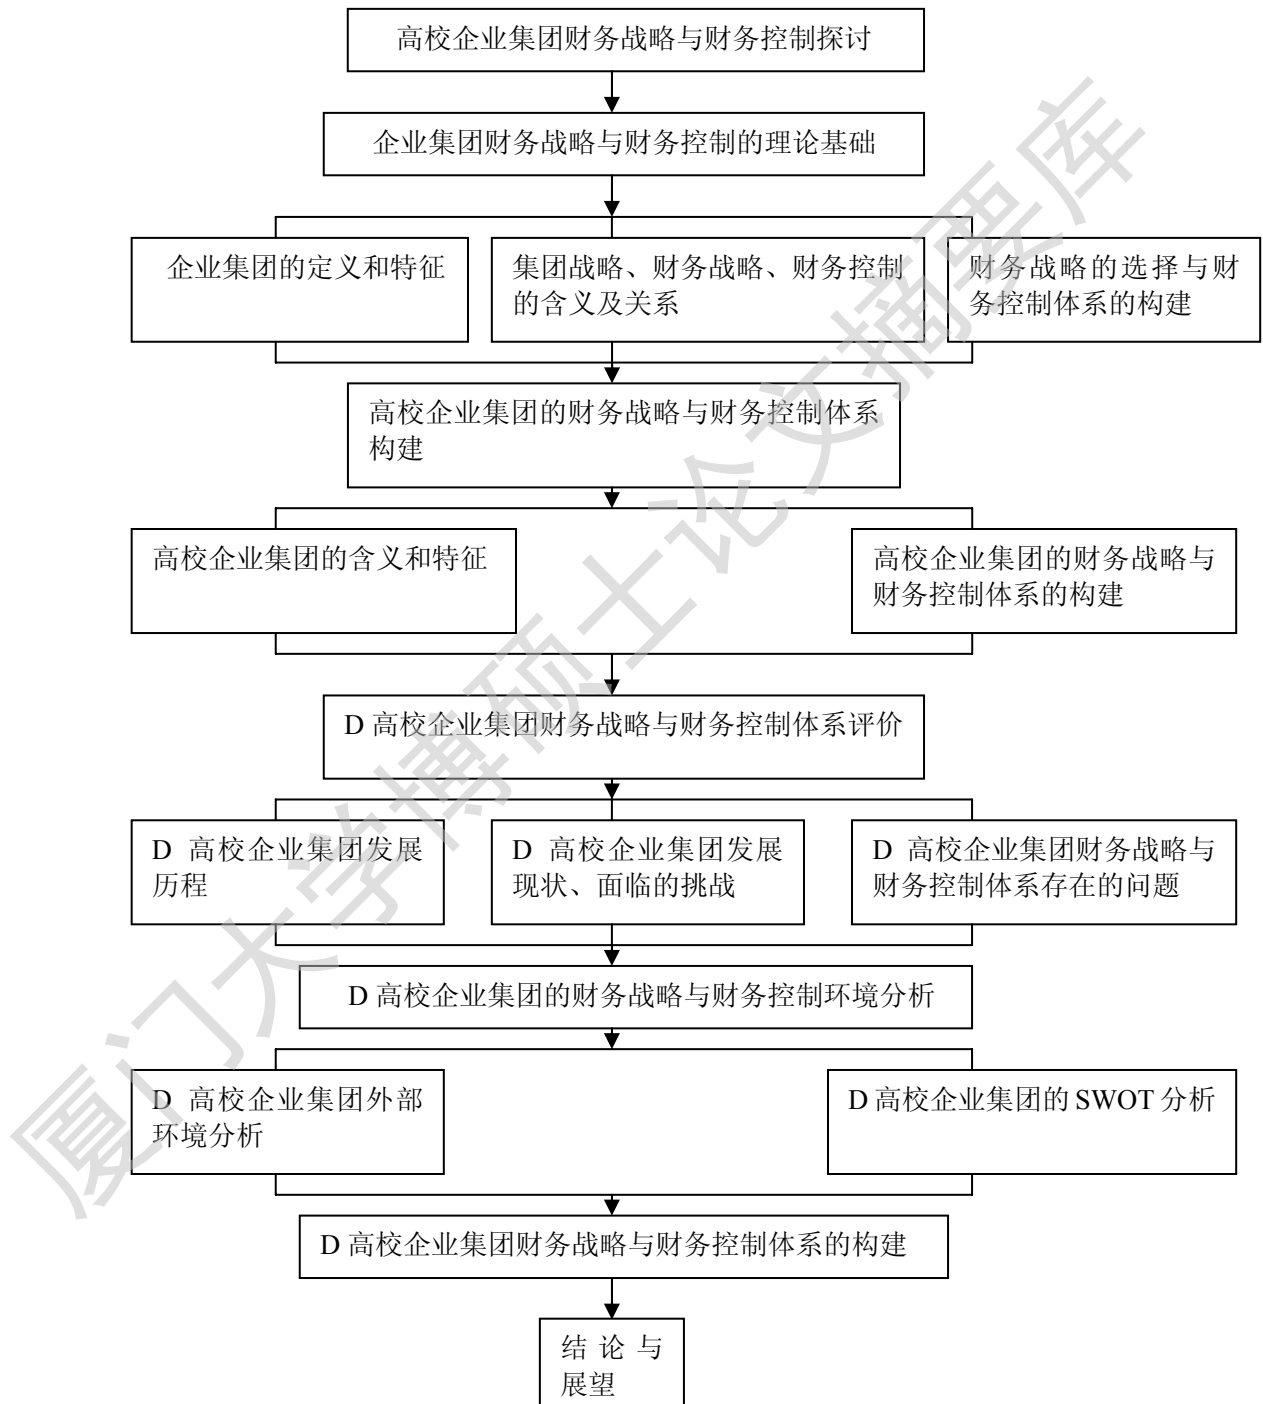 高校企业集团财务战略与财务控制探讨
企业集团财务战略与财务控制的理论基础
企业集团的定义和特征
集团战略、财务战略、财务控制
的含义及关系
财务战略的选择与财
务控制体系的构建
高校企业集团的财务战略与财务控制体系
构建
高校企业集团的含义和特征
高校企业集团的财务战略与
财务控制体系的构建
D 高校企业集团财务战略与财务控制体系评价
D 高校企业集团发展
历程
D 高校企业集团发展
现状、面临的挑战
D 高校企业集团财务战略与
财务控制体系存在的问题
D 高校企业集团的财务战略与财务控制环境分析
D 高校企业集团外部
环境分析
D 高校企业集团的 SWOT 分析
D 高校企业集团财务战略与财务控制体系的构建
结 论 与
展望
厦门大学博硕士论文摘要库